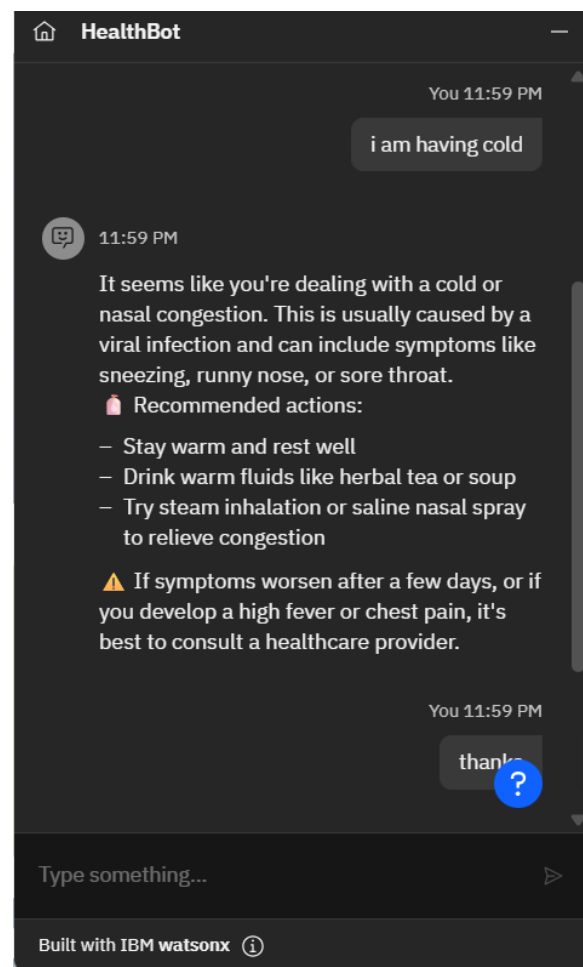 HealthBot
You 11:59 PM
i am having cold
11:59 PM
It seems like you're dealing with a cold or
nasal congestion. This is usually caused by a
viral infection and can include symptoms like
sneezing, runny nose, or sore throat.
Recommended actions:
– Stay warm and rest well
– Drink warm fluids like herbal tea or soup
– Try steam inhalation or saline nasal spray
to relieve congestion
⚠️ If symptoms worsen after a few days, or if
you develop a high fever or chest pain, it's
best to consult a healthcare provider.
You 11:59 PM
thanks
?
Type something...
Built with IBM watsonx